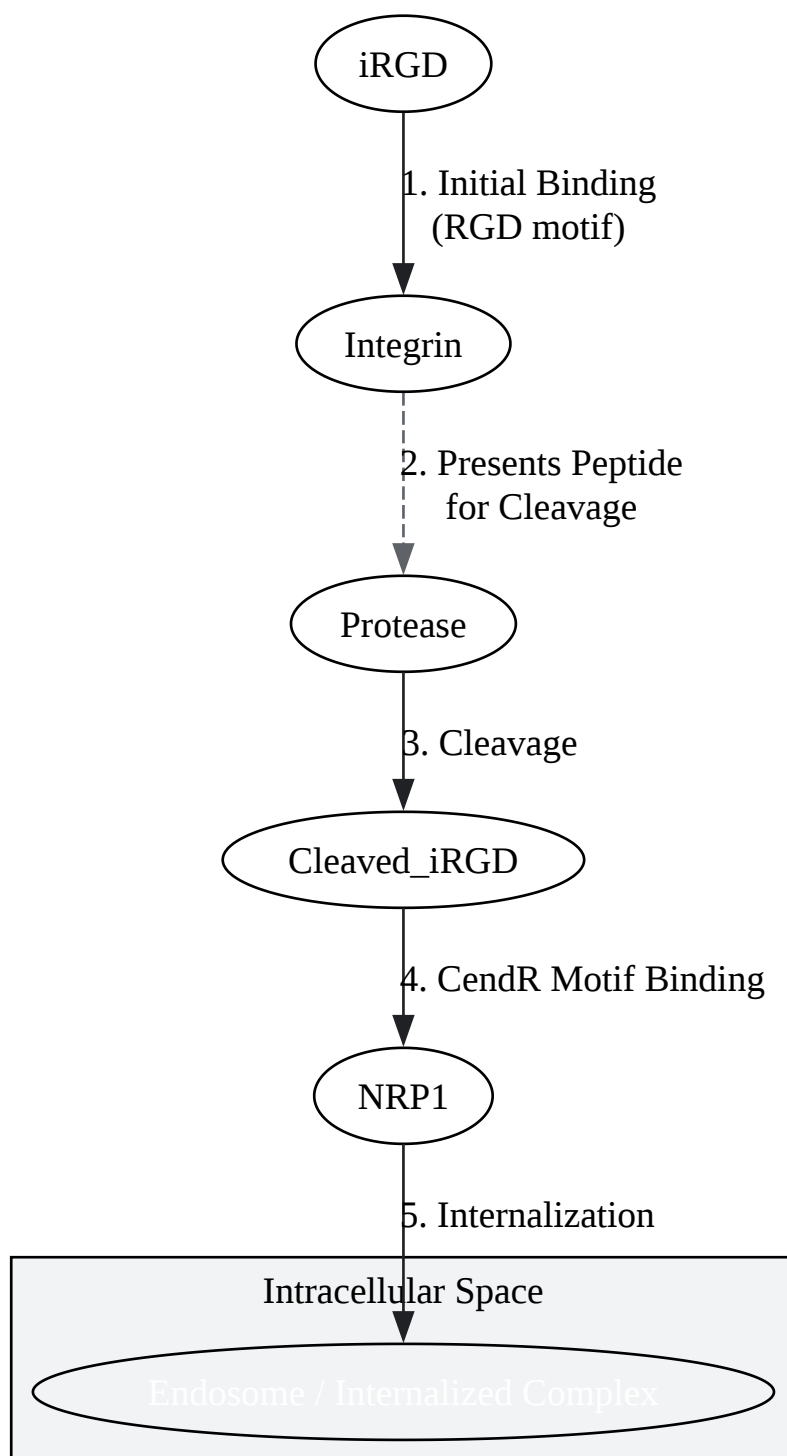 iRGD
1. Initial Binding
(RGD motif)
Integrin
2. Presents Peptide
for Cleavage
Protease
3. Cleavage
Cleaved_iRGD
4. CendR Motif Binding
NRP1
5. Internalization
Intracellular Space
Endosome / Internalized Complex